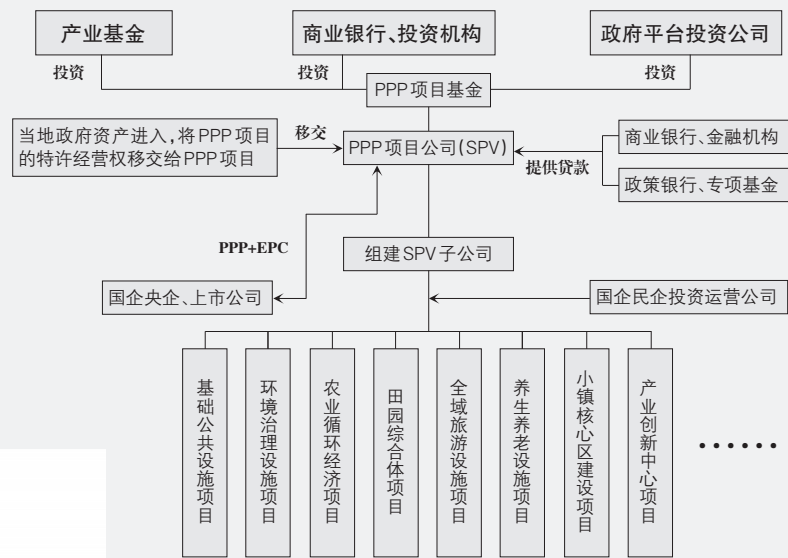 产业基金
商业银行、投资机构
政府平台投资公司
投资
投资
投资
PPP项目基金
当地政府资产进入,将PPP项目
的特许经营权移交给PPP项目
移交
PPP项目公司(SPV)
提供贷款
商业银行、金融机构
政策银行、专项基金
PPP+EPC
组建SPV子公司
国企央企、上市公司
国企民企投资运营公司
基础公共设施项目
环境治理设施项目
农业循环经济项目
田园综合体项目
全域旅游设施项目
养生养老设施项目
小镇核心区建设项目
产业创新中心项目
······